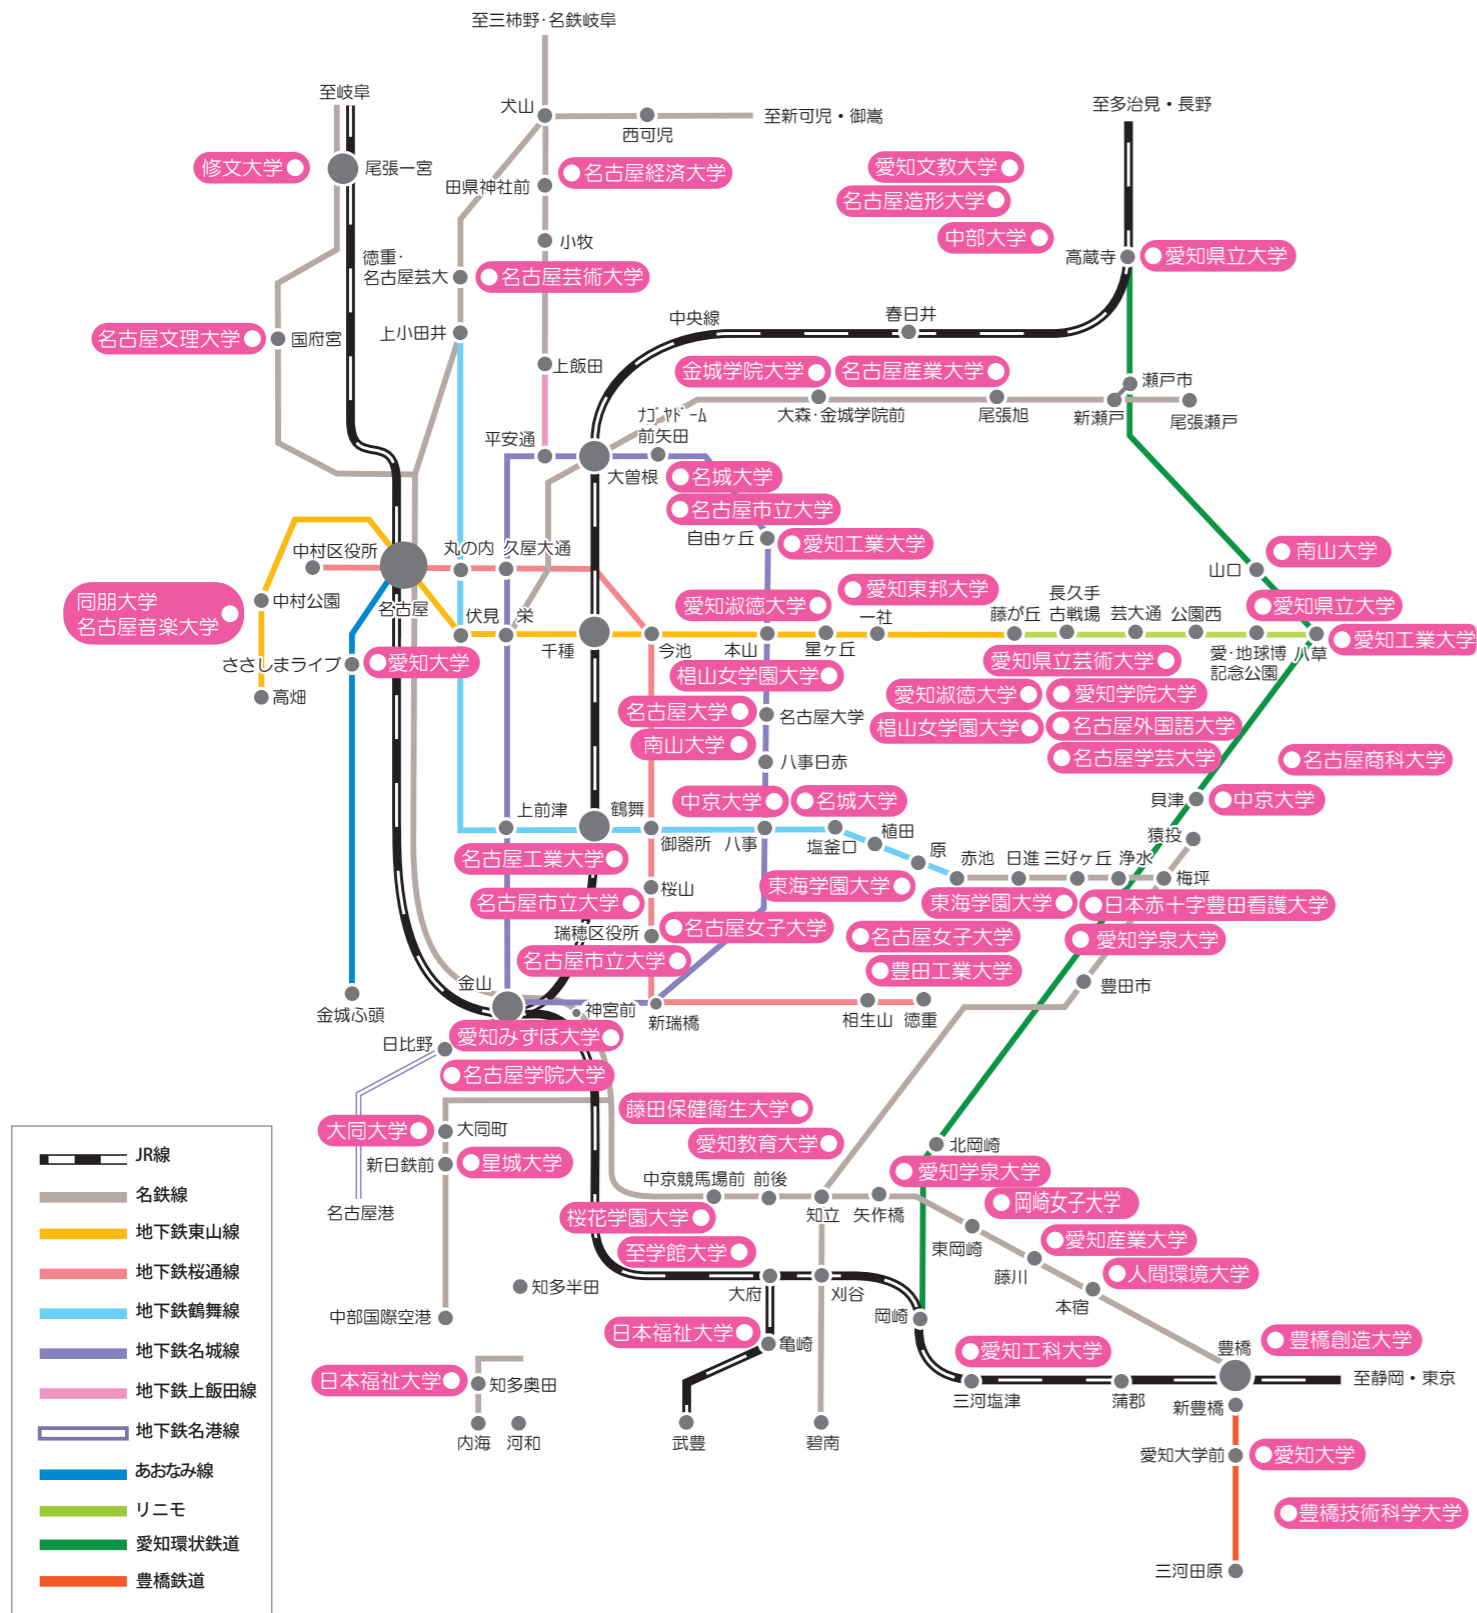 至三柿野･名鉄岐阜
至岐阜
犬山
西可児
至新可児・御嵩
至多治見・長野
修文大学
尾張一宮
田県神社前
名古屋経済大学
愛知文教大学
名古屋造形大学
中部大学
小牧
徳重･
名古屋芸大
名古屋芸術大学
高蔵寺
愛知県立大学
名古屋文理大学
国府宮
上小田井
中央線
春日井
上飯田
金城学院大学
名古屋産業大学
瀬戸市
大森･金城学院前
尾張旭
新瀬戸
尾張瀬戸
ナゴヤドーム
前矢田
平安通
大曽根
名城大学
名古屋市立大学
自由ヶ丘
愛知工業大学
中村区役所
丸の内
久屋大通
南山大学
山口
同朋大学
名古屋音楽大学
中村公園
名古屋
伏見
栄
千種
今池
愛知淑徳大学
本山
星ヶ丘
愛知東邦大学
一社
藤が丘
長久手
古戦場
芸大通
公園西
愛知県立大学
愛・地球博
記念公園
八草
愛知工業大学
ささしまライブ
愛知大学
高畑
愛知県立芸術大学
椙山女学園大学
愛知淑徳大学
愛知学院大学
名古屋大学
名古屋大学
椙山女学園大学
名古屋外国語大学
南山大学
八事日赤
名古屋学芸大学
名古屋商科大学
上前津
鶴舞
御器所
中京大学
八事
名城大学
塩釜口
植田
原
赤池
日進
三好ヶ丘
浄水
貝津
中京大学
猿投
梅坪
名古屋工業大学
桜山
東海学園大学
東海学園大学
日本赤十字豊田看護大学
名古屋市立大学
瑞穂区役所
名古屋女子大学
名古屋女子大学
愛知学泉大学
名古屋市立大学
豊田工業大学
豊田市
金山
神宮前
新瑞橋
相生山
徳重
金城ふ頭
日比野
愛知みずほ大学
名古屋学院大学
大同大学
大同町
藤田保健衛生大学
愛知教育大学
新日鉄前
星城大学
北岡崎
愛知学泉大学
名古屋港
中京競馬場前
前後
知立
矢作橋
岡崎女子大学
桜花学園大学
東岡崎
愛知産業大学
至学館大学
藤川
人間環境大学
知多半田
大府
刈谷
岡崎
本宿
中部国際空港
日本福祉大学
亀崎
愛知工科大学
豊橋
豊橋創造大学
至静岡・東京
日本福祉大学
知多奥田
三河塩津
蒲郡
新豊橋
内海
河和
武豊
碧南
愛知大学前
愛知大学
豊橋技術科学大学
三河田原
JR線
名鉄線
地下鉄東山線
地下鉄桜通線
地下鉄鶴舞線
地下鉄名城線
地下鉄上飯田線
地下鉄名港線
あおなみ線
リニモ
愛知環状鉄道
豊橋鉄道